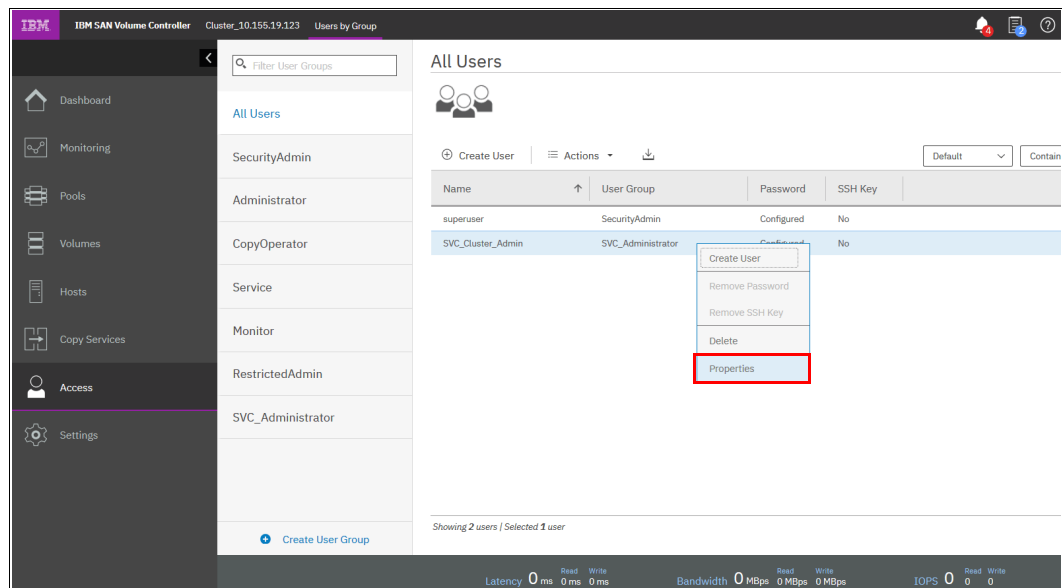 IBM IBM SAN Volume Controller Cluster_10.155.19.123 Users by Group 4 2
Filter User Groups
All Users
Dashboard
Monitoring
Pools
Volumes
Hosts
Copy Services
Access
Settings
All Users
SecurityAdmin
Administrator
CopyOperator
Service
Monitor
RestrictedAdmin
SVC_Administrator
Create User Group
Create User Actions Default Contain
Name User Group Password SSH Key
superuser SecurityAdmin Configured No
SVC_Cluster_Admin SVC_Administrator Configured No
Create User
Remove Password
Remove SSH Key
Delete
Properties
Showing 2 users | Selected 1 user
Read Write Read Write Read Write
Latency 0 ms 0 ms 0 ms Bandwidth 0 MBps 0 MBps 0 MBps IOPS 0 0 0